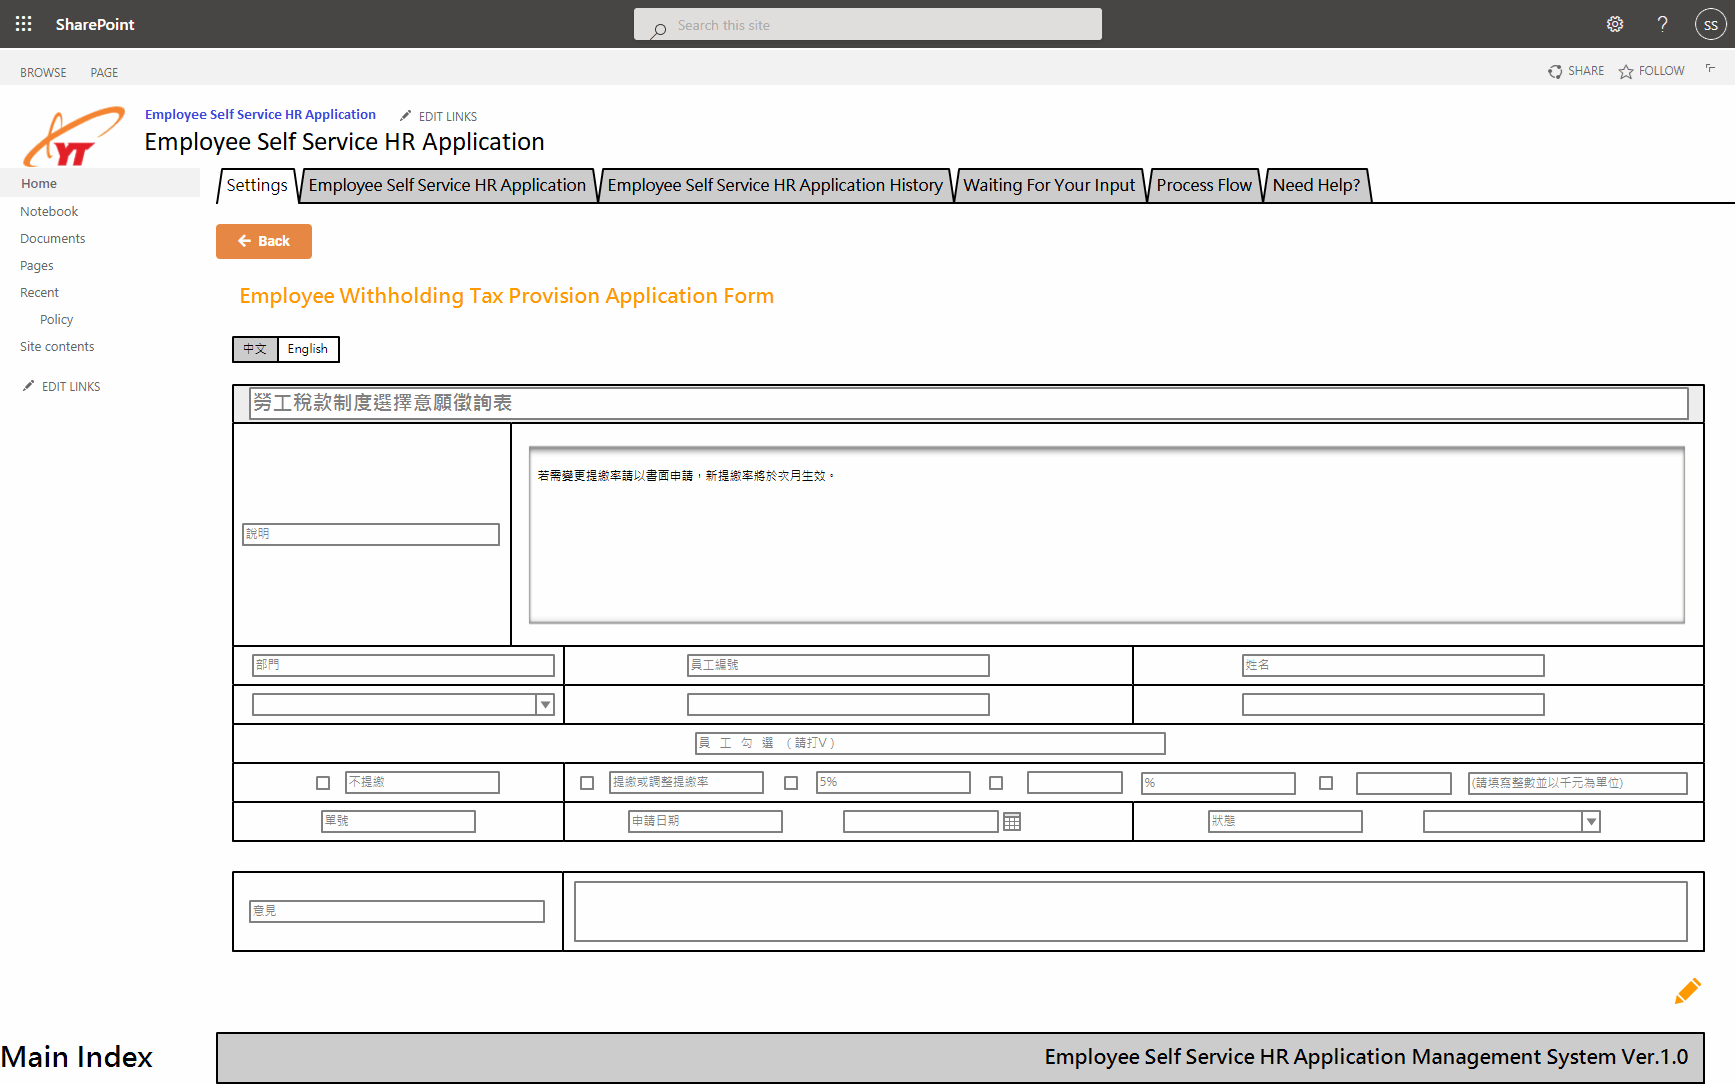 SharePoint
Search this site
?
SS
BROWSE
PAGE
SHARE
FOLLOW
YT
Employee Self Service HR Application
EDIT LINKS
Employee Self Service HR Application
Home
Notebook
Documents
Pages
Recent
Policy
Site contents
EDIT LINKS
Settings
Employee Self Service HR Application
Employee Self Service HR Application History
Waiting For Your Input
Process Flow
Need Help?
Back
Employee Withholding Tax Provision Application Form
中文
English
勞工稅款制度選擇意願徵詢表
說明
若需變更提繳率請以書面申請，新提繳率將於次月生效。
部門
員工編號
姓名
員 工 勾 選 （請打V）
不提繳
提繳或調整提繳率
5%
%
(請填寫整數並以千元為單位)
單號
申請日期
狀態
意見
Main Index
Employee Self Service HR Application Management System Ver.1.0